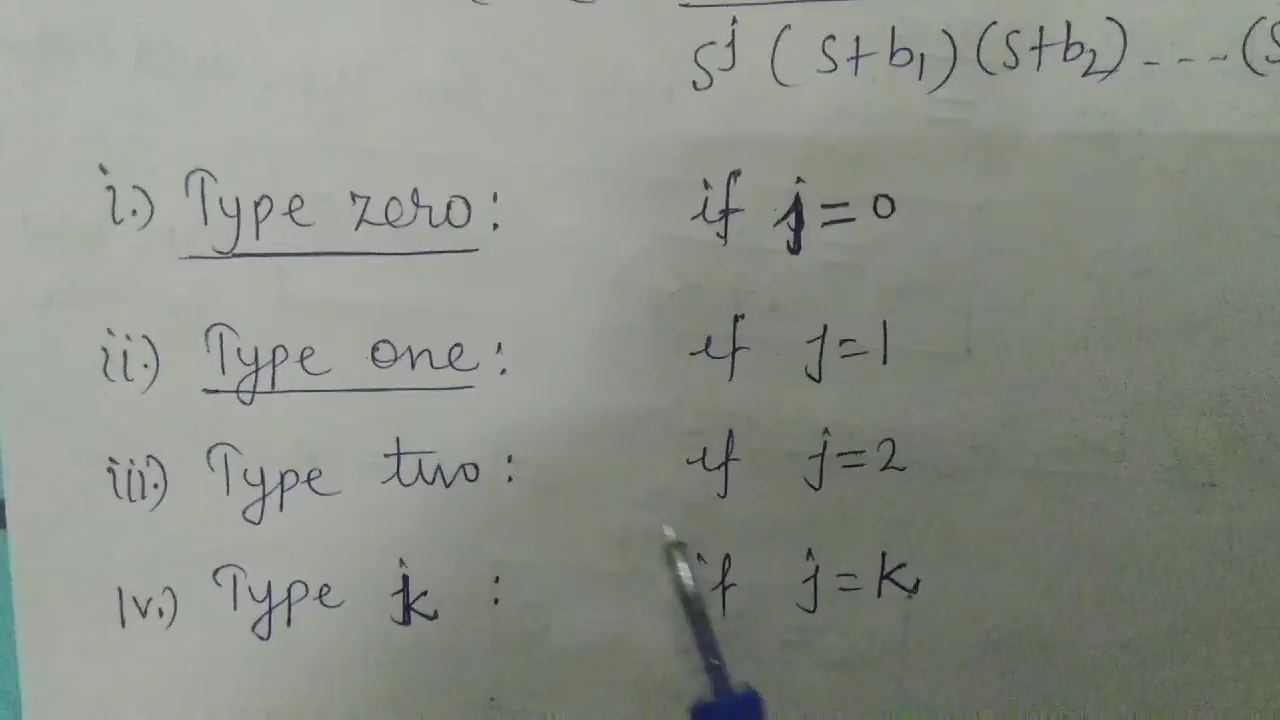 s^j (s+b₁)(s+b₂)---(s
i.) Type zero: if j=0
ii.) Type one: if j=1
iii.) Type two: if j=2
iv.) Type k : if j=k